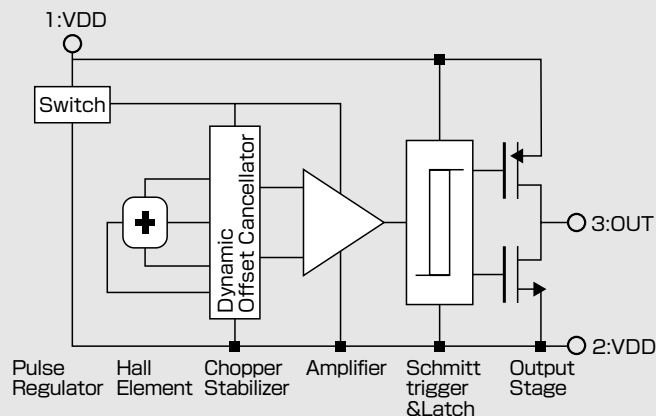 1:VDD
Switch
Dynamic
Offset Cancellator
3:OUT
2:VDD
Pulse
Regulator
Hall
Element
Chopper
Stabilizer
Amplifier
Schmitt
trigger
&Latch
Output
Stage